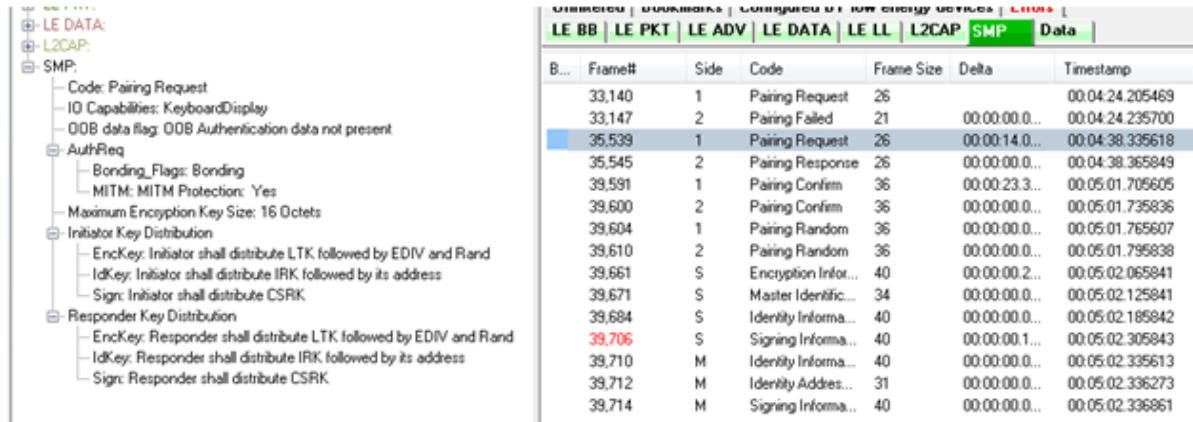 LE DATA:
L2CAP:
SMP:
Code: Pairing Request
IO Capabilities: KeyboardDisplay
OOB data flag: OOB Authentication data not present
AuthReq
Bonding_Flags: Bonding
MITM: MITM Protection: Yes
Maximum Encryption Key Size: 16 Octets
Initiator Key Distribution
EncKey: Initiator shall distribute LTK followed by EDIV and Rand
IdKey: Initiator shall distribute IRK followed by its address
Sign: Initiator shall distribute CSRK
Responder Key Distribution
EncKey: Responder shall distribute LTK followed by EDIV and Rand
IdKey: Responder shall distribute IRK followed by its address
Sign: Responder shall distribute CSRK
Unfiltered Bookmarks Configured BT low energy devices Errors
LE BB LE PKT LE ADV LE DATA LE LL L2CAP SMP Data
B... Frame# Side Code Frame Size Delta Timestamp
33,140 1 Pairing Request 26 00:04:24.205469
33,147 2 Pairing Failed 21 00:00:00.0... 00:04:24.235700
35,539 1 Pairing Request 26 00:00:14.0... 00:04:38.335618
35,545 2 Pairing Response 26 00:00:00.0... 00:04:38.365849
39,591 1 Pairing Confirm 36 00:00:23.3... 00:05:01.705605
39,600 2 Pairing Confirm 36 00:00:00.0... 00:05:01.735836
39,604 1 Pairing Random 36 00:00:00.0... 00:05:01.765607
39,610 2 Pairing Random 36 00:00:00.0... 00:05:01.795838
39,661 S Encryption Infor... 40 00:00:00.2... 00:05:02.065841
39,671 S Master Identific... 34 00:00:00.0... 00:05:02.125841
39,684 S Identity Informa... 40 00:00:00.0... 00:05:02.185842
39,706 S Signing Informa... 40 00:00:00.1... 00:05:02.305843
39,710 M Identity Informa... 40 00:00:00.0... 00:05:02.335613
39,712 M Identity Addres... 31 00:00:00.0... 00:05:02.336273
39,714 M Signing Informa... 40 00:00:00.0... 00:05:02.336861